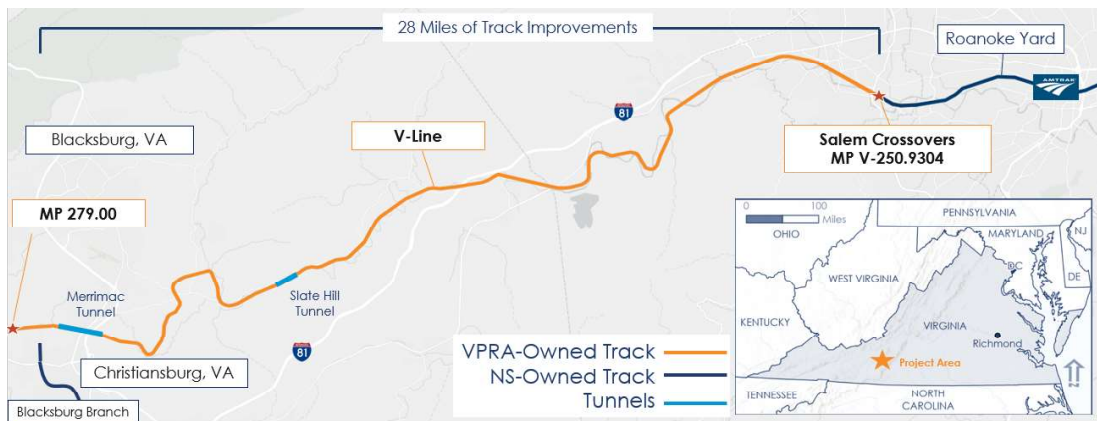 28 Miles of Track Improvements
Roanoke Yard
AMTRAK
81
Blacksburg, VA
V-Line
Salem Crossovers
MP V-250.9304
MP 279.00
Merrimac
Tunnel
Slate Hill
Tunnel
81
Christiansburg, VA
Blacksburg Branch
VPRA-Owned Track
NS-Owned Track
Tunnels
0 100
Miles
PENNSYLVANIA
OHIO
MARYLAND
NJ
DC
DE
WEST VIRGINIA
KENTUCKY
VIRGINIA
Richmond
Project Area
TENNESSEE
NORTH
CAROLINA
N